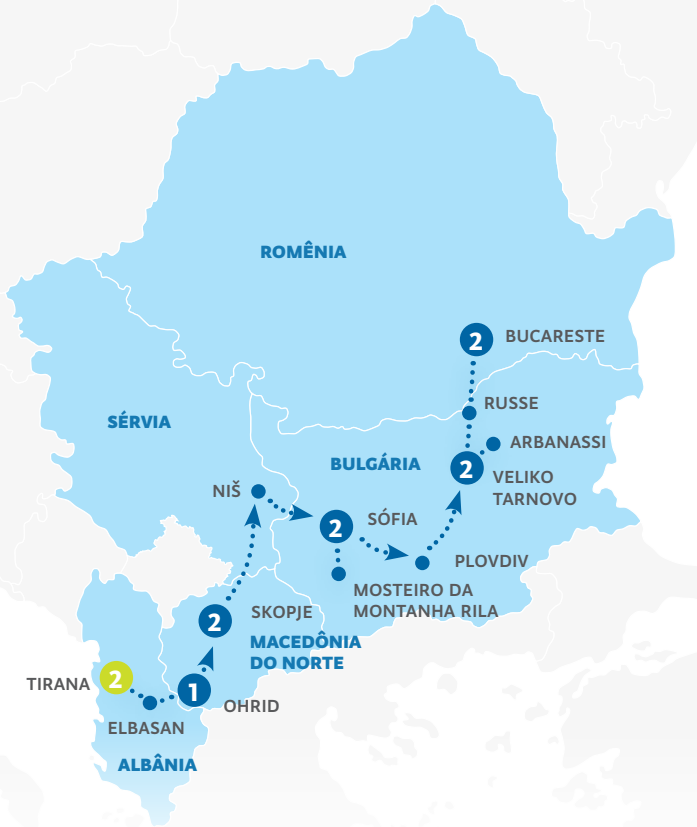 ROMÊNIA
2
BUCARESTE
RUSSE
SÉRVIA
ARBANASSI
BULGÁRIA
2
VELIKO
TARNOVO
NIŠ
2
SÓFIA
PLOVDIV
MOSTEIRO DA
MONTANHA RILA
2
SKOPJE
MACEDÔNIA
DO NORTE
TIRANA
2
1
OHRID
ELBASAN
ALBÂNIA